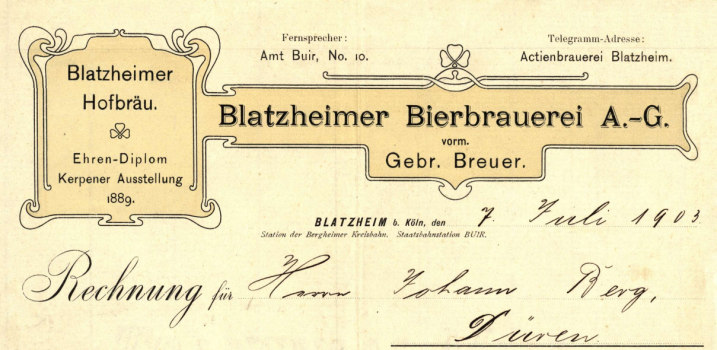 Fernsprecher:
Amt Buir, No. 10.
Telegramm-Adresse:
Actienbrauerei Blatzheim.
Blatzheimer
Hofbräu.
Ehren-Diplom
Kerpener Ausstellung
1889.
Blatzheimer Bierbrauerei A.-G.
vorm.
Gebr. Breuer.
BLATZHEIM b. Köln, den 7. Juli 1903
Station der Bergheimer Kreisbahn. Staatsbahnstation BUIR.
Rechnung für Herrn Johann Berg,
Düren